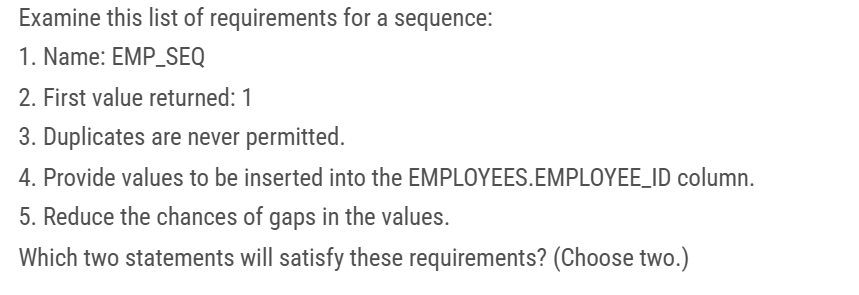 Examine this list of requirements for a sequence:
1. Name: EMP_SEQ
2. First value returned: 1
3. Duplicates are never permitted.
4. Provide values to be inserted into the EMPLOYEES.EMPLOYEE_ID column.
5. Reduce the chances of gaps in the values.
Which two statements will satisfy these requirements? (Choose two.)